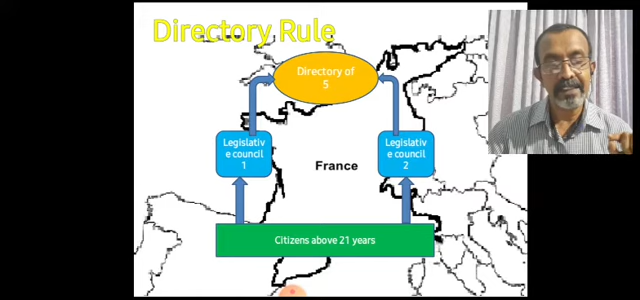 Directory Rule
Directory of
5
Legislativ
e council
1
Legislativ
e council
2
France
Citizens above 21 years